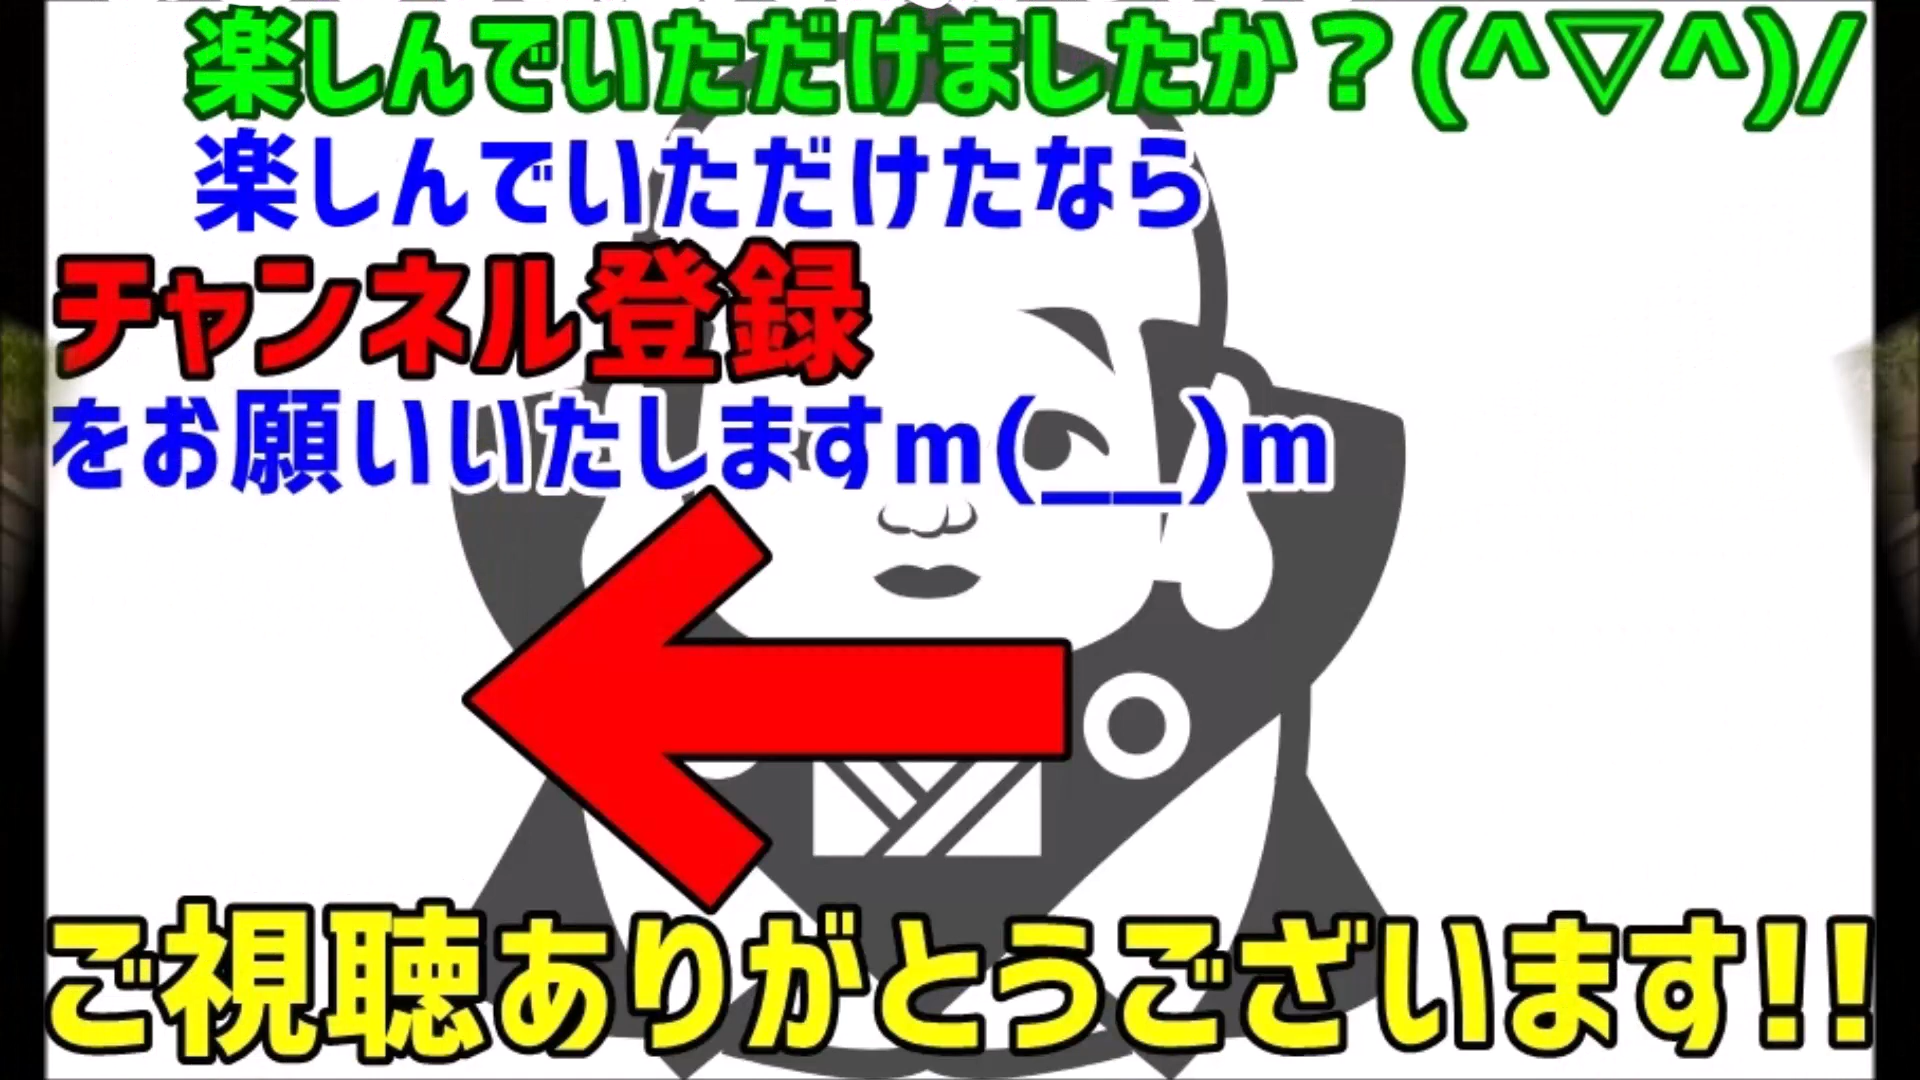 楽しんでいただけましたか？(^▽^)/
楽しんでいただけたなら
チャンネル登録
をお願いいたしますm(__)m
ご視聴ありがとうございます!!